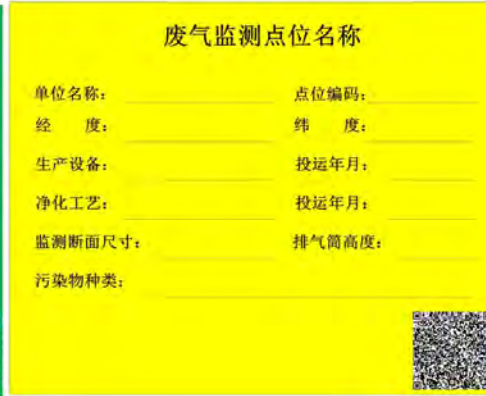 废气监测点位名称
单位名称： 点位编码：
经 度： 纬 度：
生产设备： 投运年月：
净化工艺： 投运年月：
监测断面尺寸： 排气筒高度：
污染物种类：